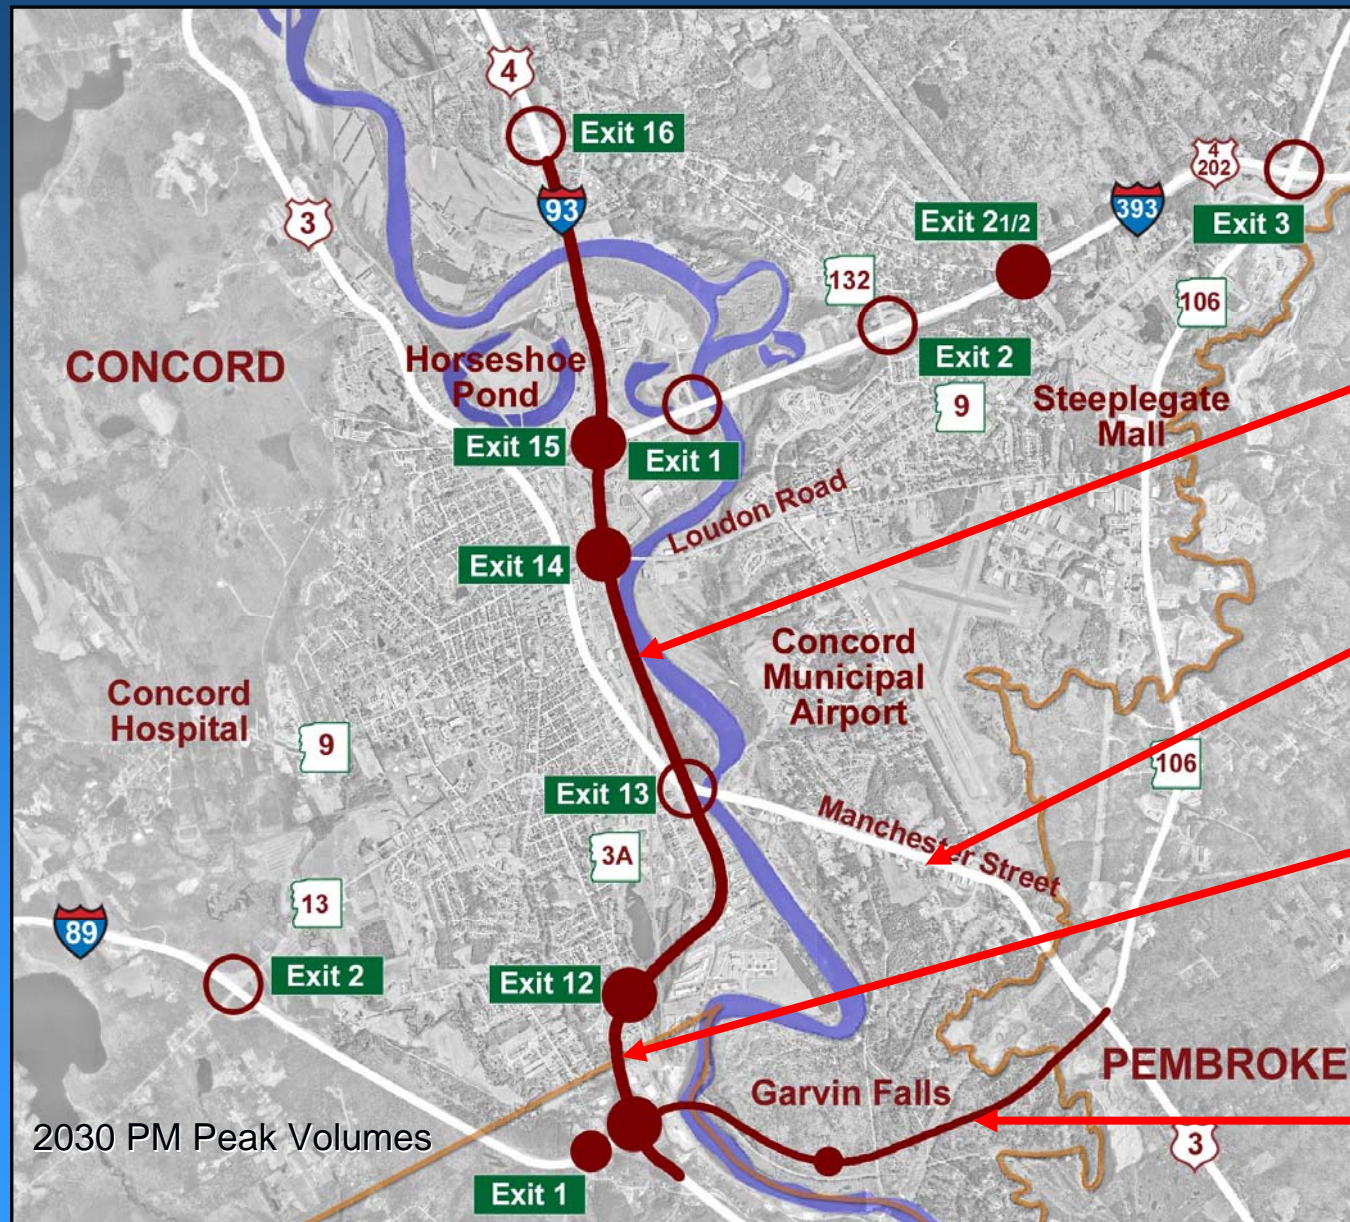 4
Exit 16
93
3
4
202
393
Exit 3
Exit 2 1/2
132
106
Exit 2
CONCORD
Horseshoe
Pond
9
Steeplegate
Mall
Exit 15
Exit 1
Loudon Road
Exit 14
Concord
Municipal
Airport
Concord
Hospital
9
106
Exit 13
Manchester Street
3A
13
89
Exit 2
Exit 12
PEMBROKE
Garvin Falls
2030 PM Peak Volumes
3
Exit 1